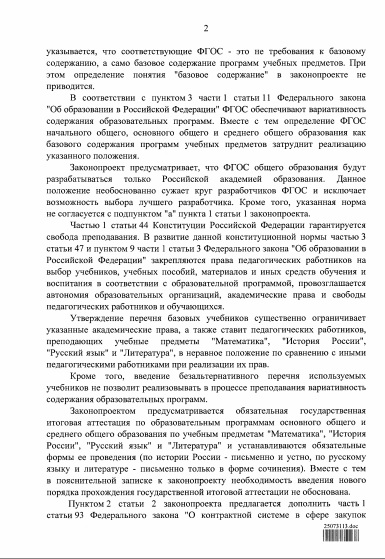 2
указывается, что соответствующие ФГОС - это не требования к базовому
содержанию, а само базовое содержание программ учебных предметов. При
этом определение понятия "базовое содержание" в законопроекте не
приводится.
В соответствии с пунктом 3 части 1 статьи 11 Федерального закона
"Об образовании в Российской Федерации" ФГОС обеспечивают вариативность
содержания образовательных программ. Вместе с тем определение ФГОС
начального общего, основного общего и среднего общего образования как
базового содержания программ учебных предметов затруднит реализацию
указанного положения.
Законопроект предусматривает, что ФГОС общего образования будут
разрабатываться только Российской академией образования. Данное
положение необоснованно сужает круг разработчиков ФГОС и исключает
возможность выбора лучшего разработчика. Кроме того, указанная норма
не согласуется с подпунктом "а" пункта 1 статьи 1 законопроекта.
Частью 1 статьи 44 Конституции Российской Федерации гарантируется
свобода преподавания. В развитие данной конституционной нормы частью 3
статьи 47 и пунктом 9 части 1 статьи 3 Федерального закона "Об образовании в
Российской Федерации" закрепляются права педагогических работников на
выбор учебников, учебных пособий, материалов и иных средств обучения и
воспитания в соответствии с образовательной программой, провозглашается
автономия образовательных организаций, академические права и свободы
педагогических работников и обучающихся.
Утверждение перечня базовых учебников существенно ограничивает
указанные академические права, а также ставит педагогических работников,
преподающих учебные предметы "Математика", "История России",
"Русский язык" и "Литература", в неравное положение по сравнению с иными
педагогическими работниками при реализации их прав.
Кроме того, введение безальтернативного перечня используемых
учебников не позволит реализовывать в процессе преподавания вариативность
содержания образовательных программ.
Законопроектом предусматривается обязательная государственная
итоговая аттестация по образовательным программам основного общего и
среднего общего образования по учебным предметам "Математика", "История
России", "Русский язык" и "Литература" и устанавливаются обязательные
формы ее проведения (по истории России - письменно и устно, по русскому
языку и литературе - письменно только в форме сочинения). Вместе с тем
в пояснительной записке к законопроекту необходимость введения нового
порядка прохождения государственной итоговой аттестации не обоснована.
Пунктом 2 статьи 2 законопроекта предлагается дополнить часть 1
статьи 93 Федерального закона "О контрактной системе в сфере закупок
25073113.doc